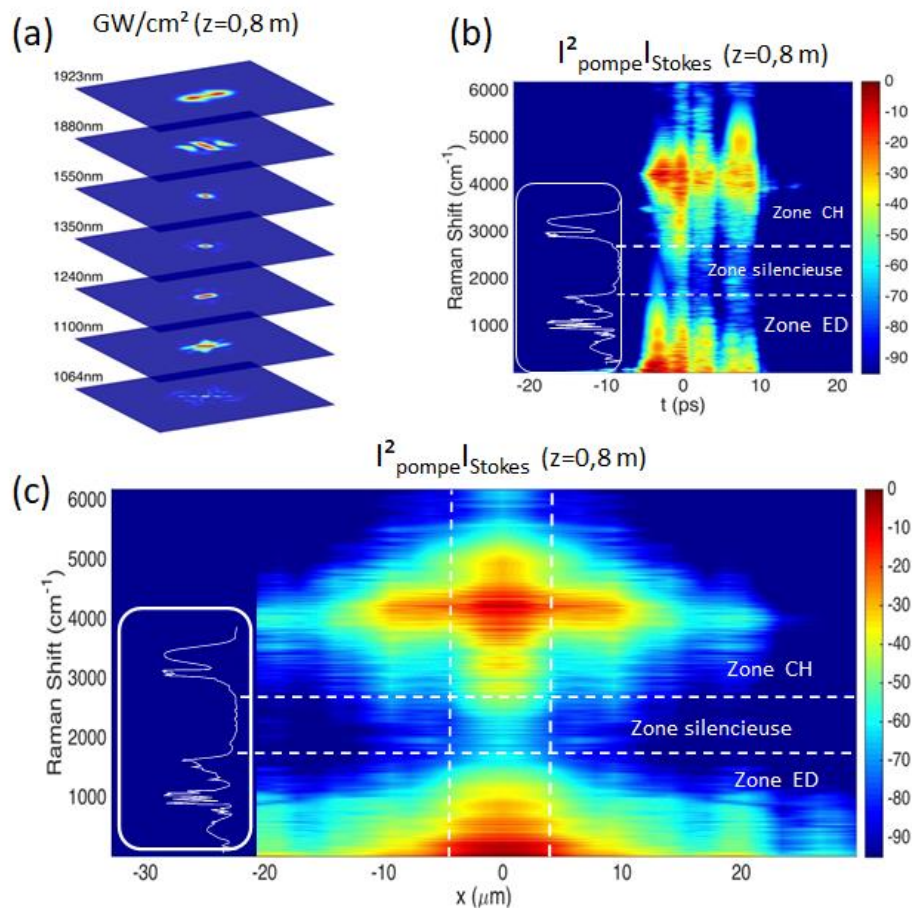 (a)
GW/cm² (z=0,8 m)
1923nm
1880nm
1550nm
1350nm
1240nm
1100nm
1064nm
(b)
I²pompeIStokes (z=0,8 m)
Raman Shift (cm⁻¹)
6000
5000
4000
3000
2000
1000
Zone CH
Zone silencieuse
Zone ED
-20 -10 0 10 20
t (ps)
0
-10
-20
-30
-40
-50
-60
-70
-80
-90
(c)
I²pompeIStokes (z=0,8 m)
Raman Shift (cm⁻¹)
6000
5000
4000
3000
2000
1000
Zone CH
Zone silencieuse
Zone ED
-30 -20 -10 0 10 20
x (μm)
0
-10
-20
-30
-40
-50
-60
-70
-80
-90